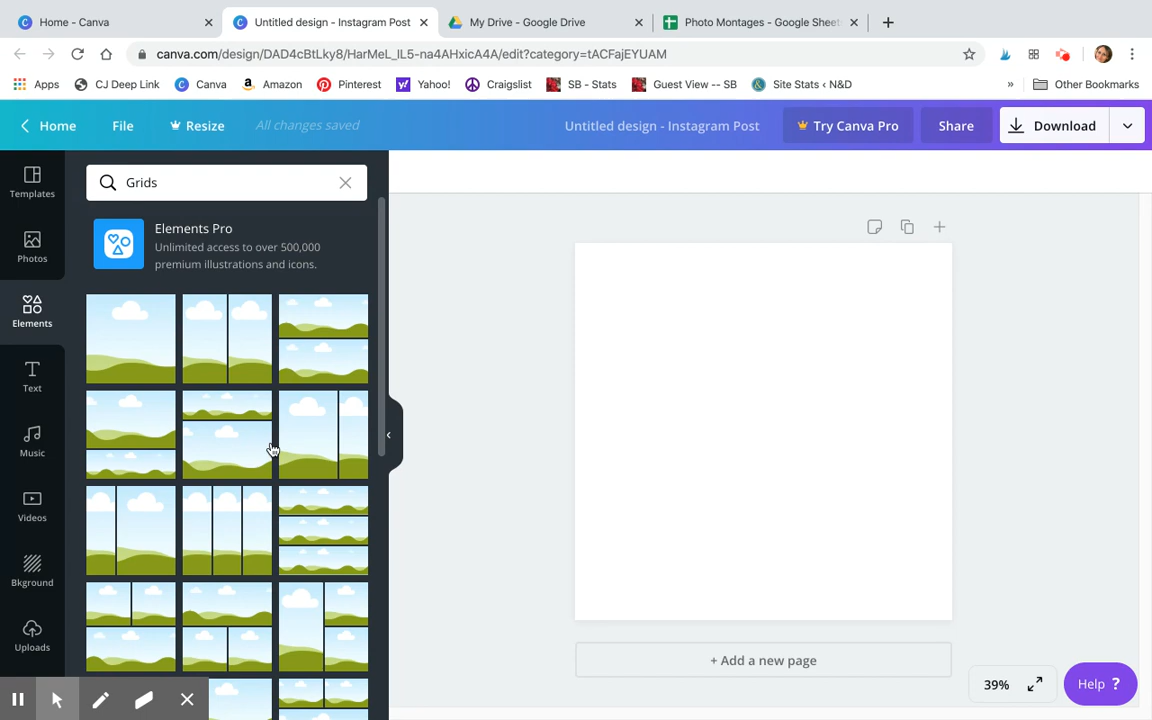 Home - Canva
Untitled design - Instagram Post
My Drive - Google Drive
Photo Montages - Google Sheet
canva.com/design/DAD4cBtLky8/HarMeL_lL5-na4AHxicA4A/edit?category=tACFajEYUAM
Apps
CJ Deep Link
Canva
Amazon
Pinterest
Yahoo!
Craigslist
SB - Stats
Guest View -- SB
Site Stats ‹ N&D
»
Other Bookmarks
Home
File
Resize
All changes saved
Untitled design - Instagram Post
Try Canva Pro
Share
Download
Templates
Photos
Elements
Text
Music
Videos
Bkground
Uploads
Grids
Elements Pro
Unlimited access to over 500,000
premium illustrations and icons.
+ Add a new page
39%
Help ?